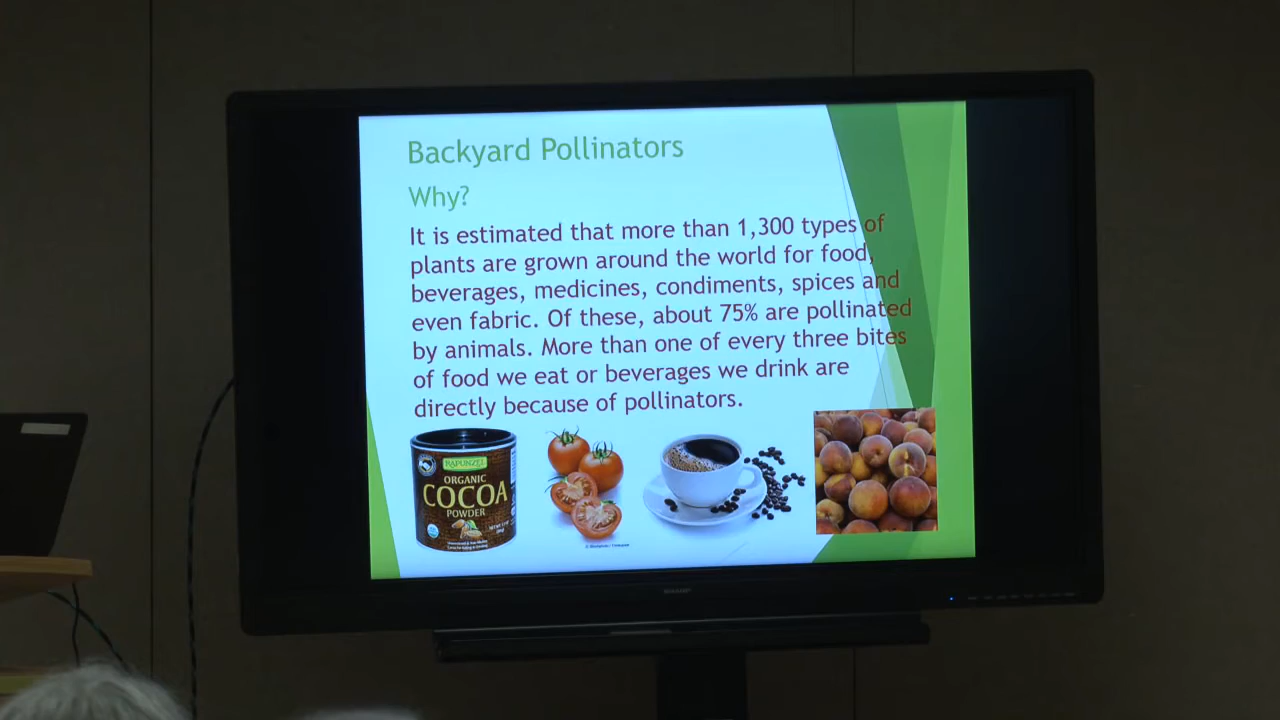 Backyard Pollinators
Why?
It is estimated that more than 1,300 types of
plants are grown around the world for food,
beverages, medicines, condiments, spices and
even fabric. Of these, about 75% are pollinated
by animals. More than one of every three bites
of food we eat or beverages we drink are
directly because of pollinators.
RAPUNZEL
ORGANIC
COCOA
POWDER
SHARP